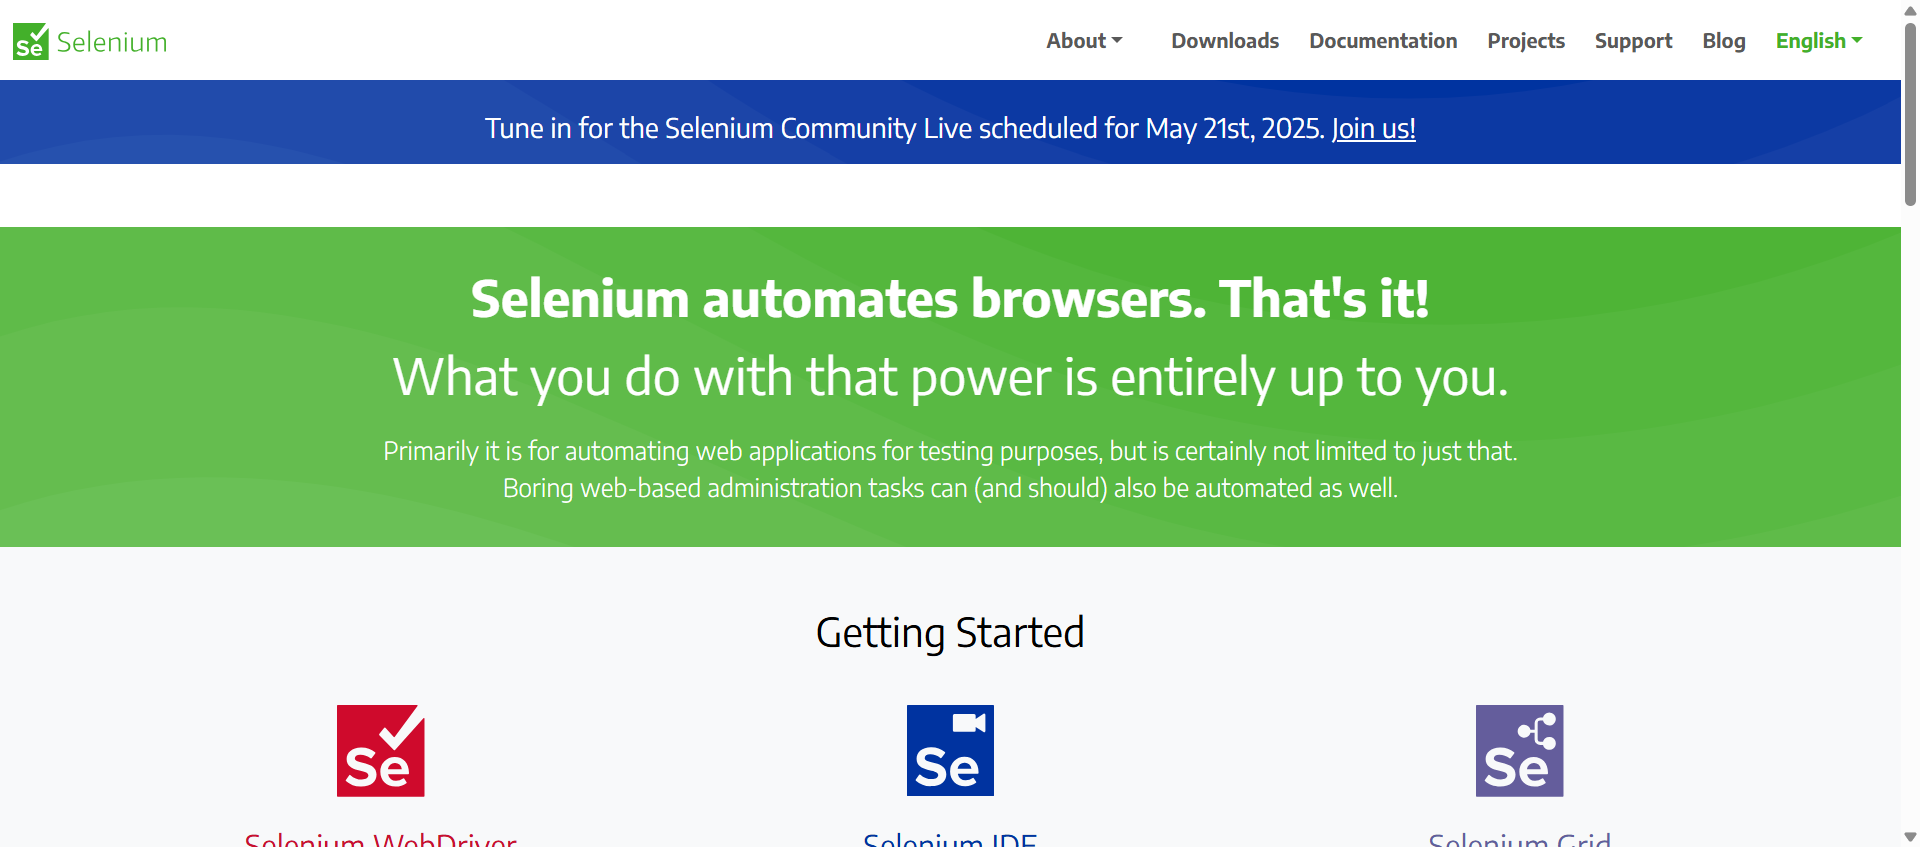 Se Selenium
About Downloads Documentation Projects Support Blog English
Tune in for the Selenium Community Live scheduled for May 21st, 2025. Join us!
Selenium automates browsers. That's it!
What you do with that power is entirely up to you.
Primarily it is for automating web applications for testing purposes, but is certainly not limited to just that.
Boring web-based administration tasks can (and should) also be automated as well.
Getting Started
Se Se Se
Selenium WebDriver Selenium IDE Selenium Grid